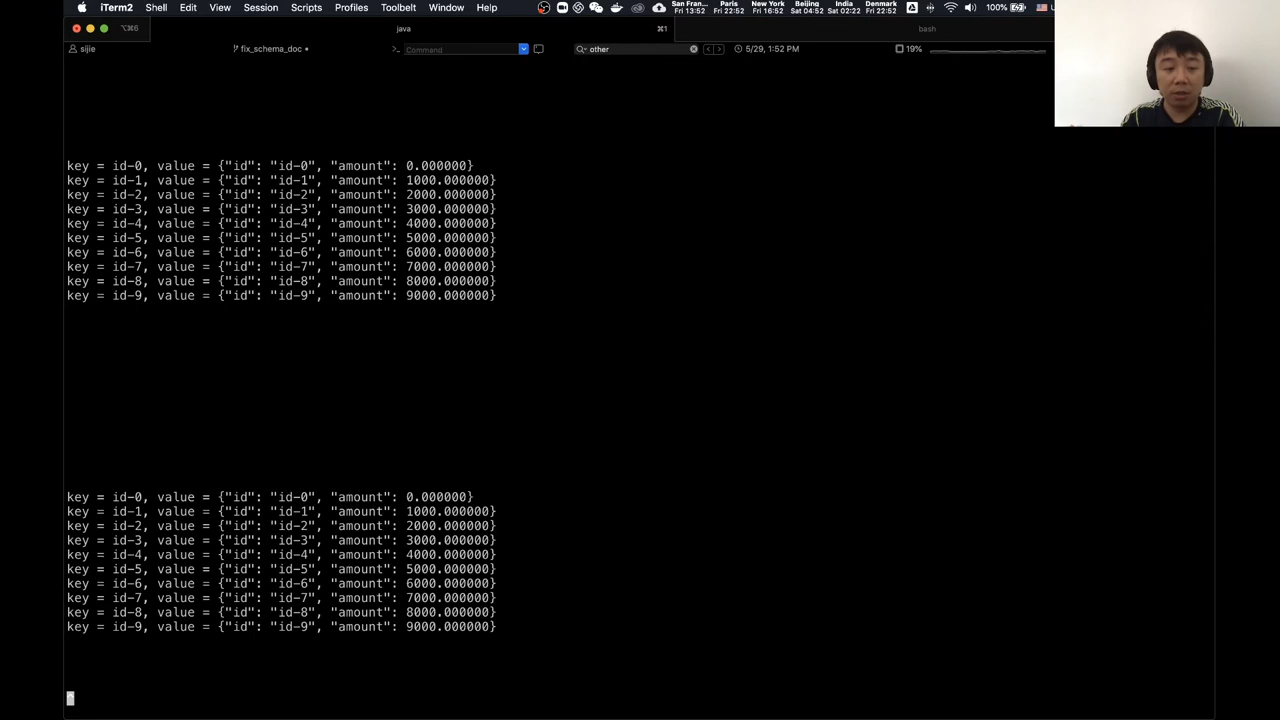 iTerm2 Shell Edit View Session Scripts Profiles Toolbelt Window Help San Fran... Paris New York Beijing India Denmark 100%
Fri 13:52 Fri 22:52 Fri 16:52 Sat 04:52 Sat 02:22 Fri 22:52
⌥⌘6 java ⌘1 bash
sijie fix_schema_doc • Command other 5/29, 1:52 PM 19%
key = id-0, value = {"id": "id-0", "amount": 0.000000}
key = id-1, value = {"id": "id-1", "amount": 1000.000000}
key = id-2, value = {"id": "id-2", "amount": 2000.000000}
key = id-3, value = {"id": "id-3", "amount": 3000.000000}
key = id-4, value = {"id": "id-4", "amount": 4000.000000}
key = id-5, value = {"id": "id-5", "amount": 5000.000000}
key = id-6, value = {"id": "id-6", "amount": 6000.000000}
key = id-7, value = {"id": "id-7", "amount": 7000.000000}
key = id-8, value = {"id": "id-8", "amount": 8000.000000}
key = id-9, value = {"id": "id-9", "amount": 9000.000000}
key = id-0, value = {"id": "id-0", "amount": 0.000000}
key = id-1, value = {"id": "id-1", "amount": 1000.000000}
key = id-2, value = {"id": "id-2", "amount": 2000.000000}
key = id-3, value = {"id": "id-3", "amount": 3000.000000}
key = id-4, value = {"id": "id-4", "amount": 4000.000000}
key = id-5, value = {"id": "id-5", "amount": 5000.000000}
key = id-6, value = {"id": "id-6", "amount": 6000.000000}
key = id-7, value = {"id": "id-7", "amount": 7000.000000}
key = id-8, value = {"id": "id-8", "amount": 8000.000000}
key = id-9, value = {"id": "id-9", "amount": 9000.000000}